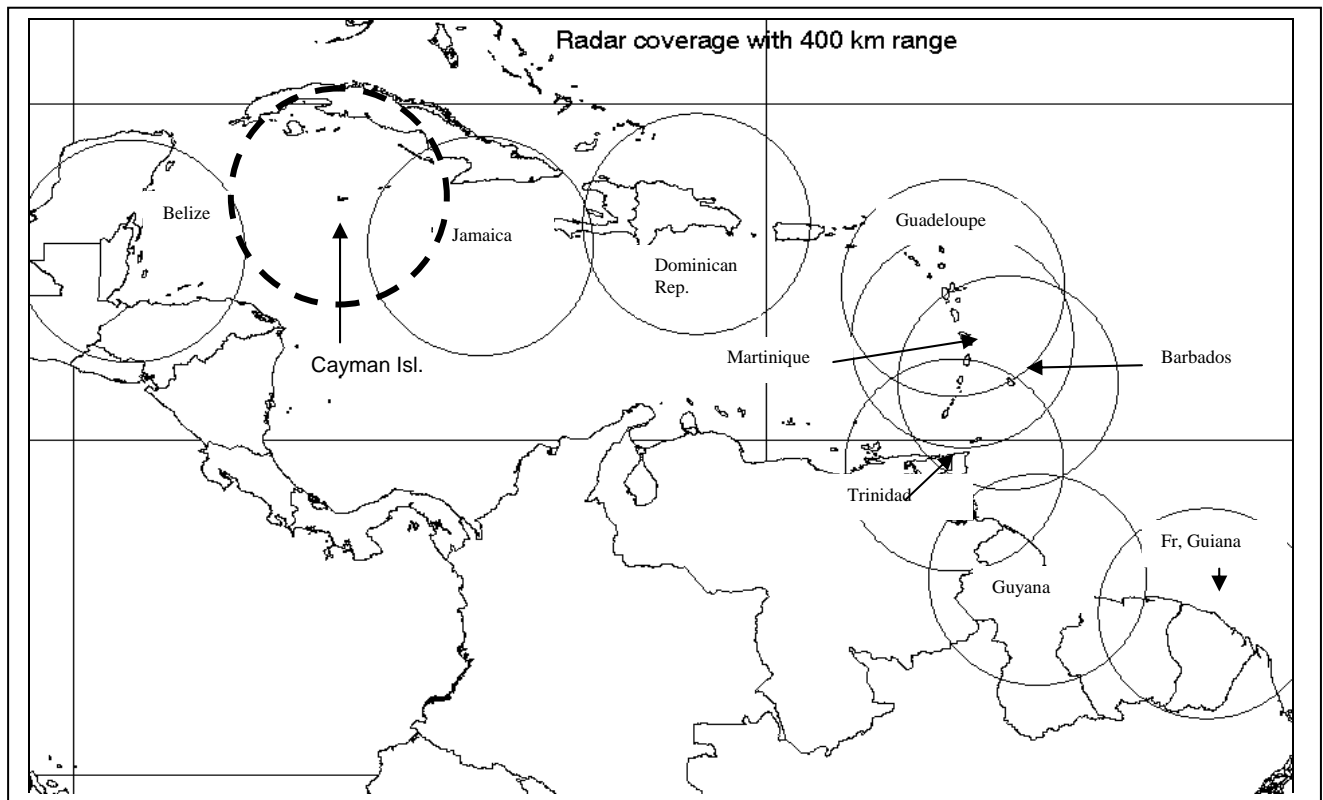 Radar coverage with 400 km range
Belize
Jamaica
Guadeloupe
Dominican
Rep.
Cayman Isl.
Martinique
Barbados
Trinidad
Fr, Guiana
Guyana